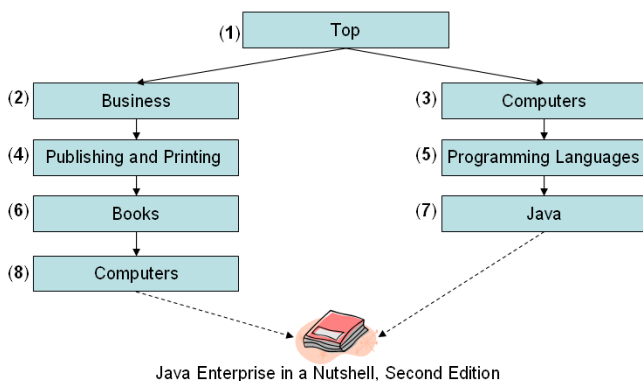 (1) Top
(2) Business
(3) Computers
(4) Publishing and Printing
(5) Programming Languages
(6) Books
(7) Java
(8) Computers
Java Enterprise in a Nutshell, Second Edition